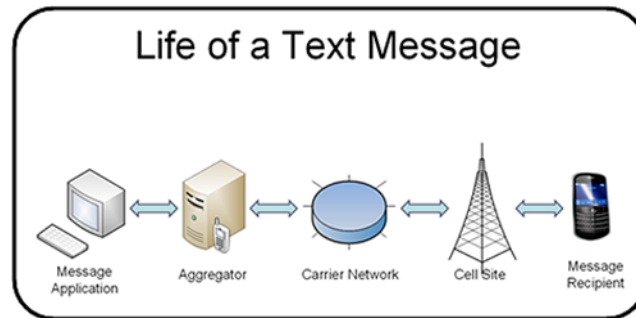 Life of a Text Message
Message
Application
Aggregator
Carrier Network
Cell Site
Message
Recipient